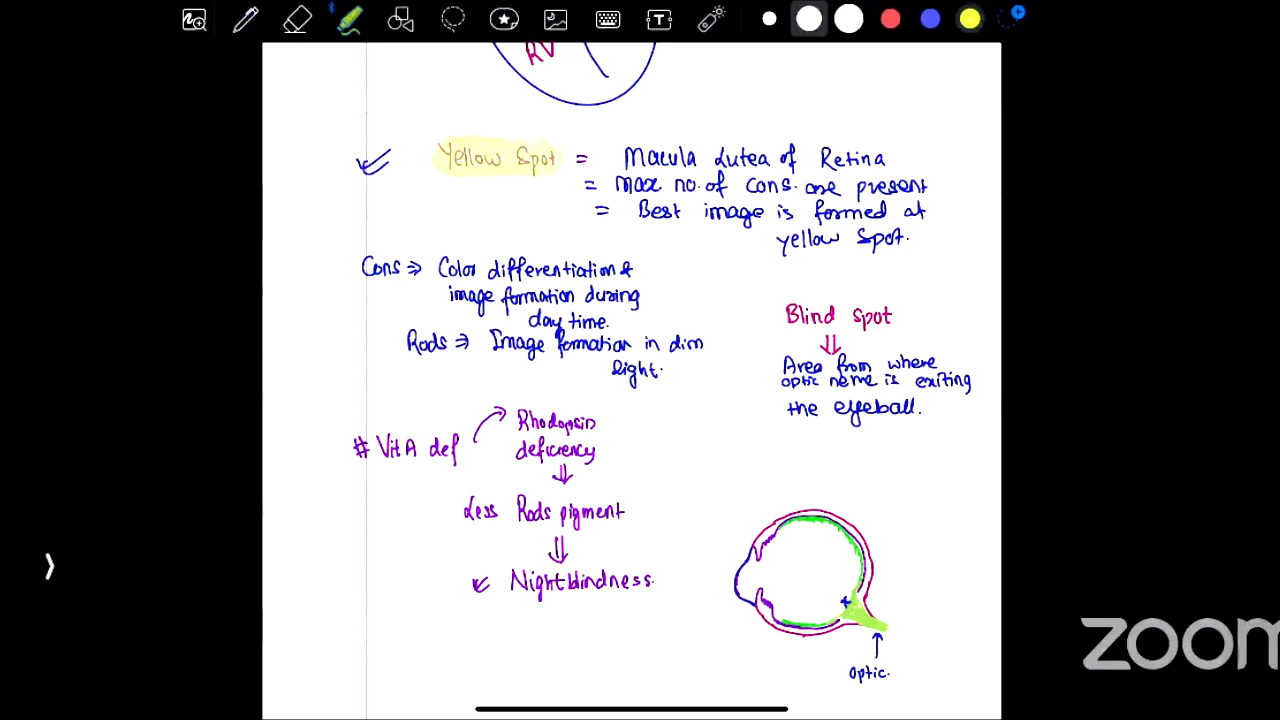 RV
Yellow Spot = Macula Lutea of Retina
= Max no. of Cons. are present
= Best image is formed at
yellow Spot.
Cons ⇒ Color differentiation &
image formation during
day time.
Rods ⇒ Image formation in dim
light.
Blind Spot
⇓
Area from where
optic nerve is exiting
the eyeball.
# Vit A def
Rhodopsin
deficiency
⇓
Less Rods pigment
⇓
Nightblindness.
Optic.
zoom